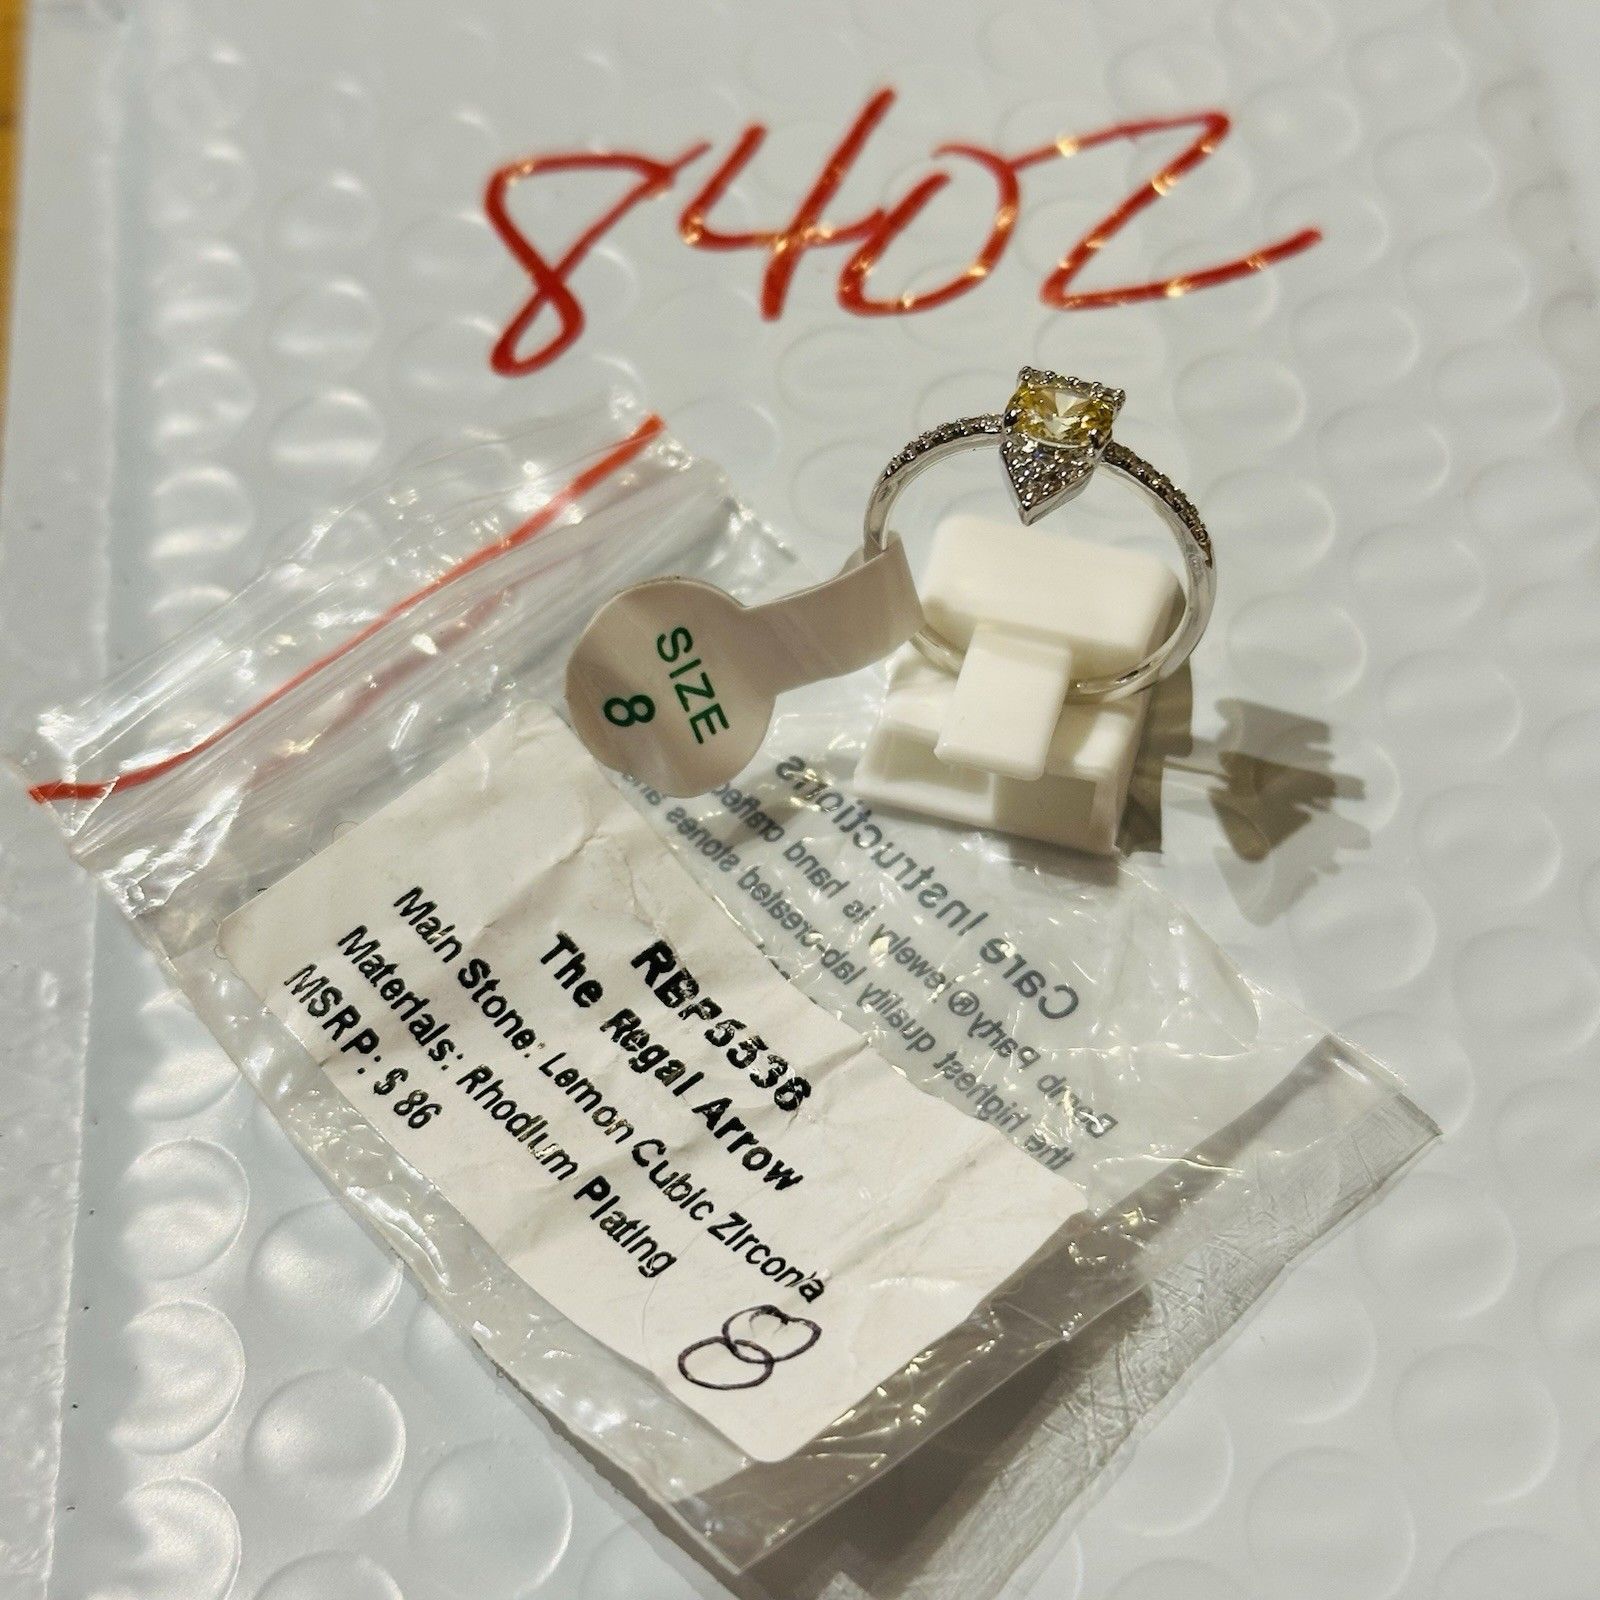 8402
SIZE
8
Care Instructions
Bomb Party® jewelry is hand crafted
the highest quality lab-created stones and
RBP5536
The Regal Arrow
Main Stone: Lemon Cubic Zirconia
Materials: Rhodium Plating
MSRP: $ 86
8